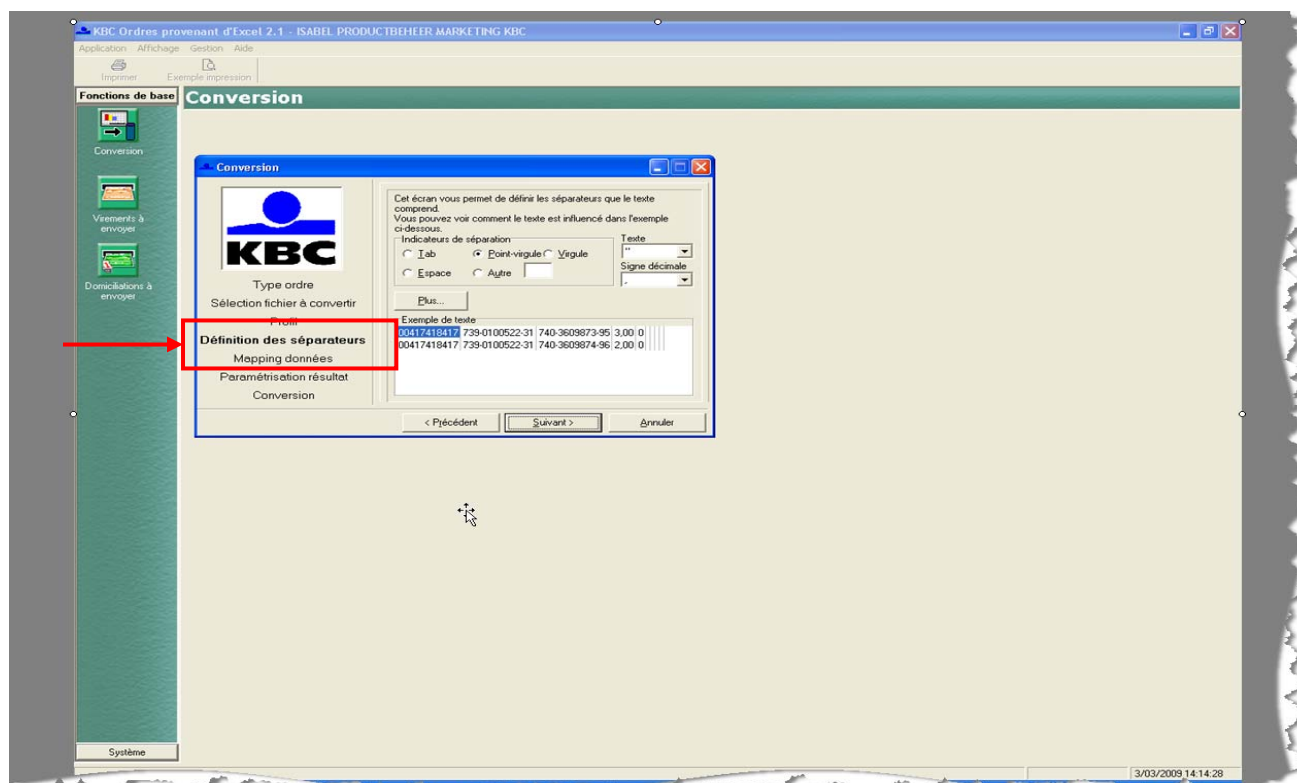 KBC Ordres provenant d'Excel 2.1 - ISABEL PRODUCTBEHEER MARKETING KBC
Application Affichage Gestion Aide
Imprimer Exemple impression
Fonctions de base
Conversion
Conversion
Virements à
envoyer
Domiciliations à
envoyer
Système
Conversion
KBC
Type ordre
Sélection fichier à convertir
Profil
Définition des séparateurs
Mapping données
Paramétrisation résultat
Conversion
Cet écran vous permet de définir les séparateurs que le texte
comprend.
Vous pouvez voir comment le texte est influencé dans l'exemple
ci-dessous.
Indicateurs de séparation
Tab Point-virgule Virgule
Espace Autre
Texte
"
Signe décimale
,
Plus...
Exemple de texte
00417418417 739-0100522-31 740-3609873-95 3,00 0
00417418417 739-0100522-31 740-3609874-96 2,00 0
< Précédent Suivant > Annuler
3/03/2009 14:14:28